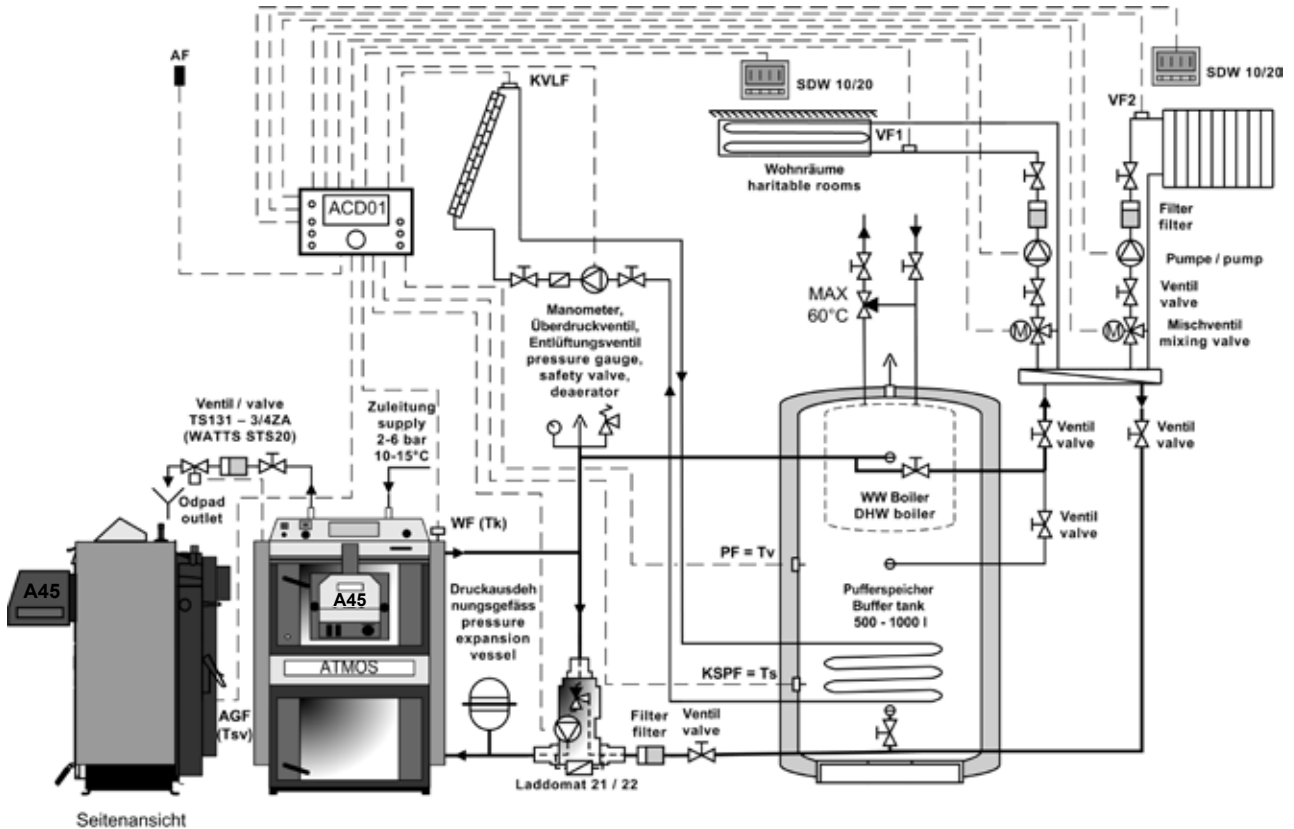 AF
KVLF
SDW 10/20
SDW 10/20
VF2
VF1
Wohnräume
haritable rooms
ACD01
Filter
filter
Pumpe / pump
MAX
60°C
Ventil
valve
Manometer,
Überdruckventil,
Entlüftungsventil
pressure gauge,
safety valve,
deaerator
M
M
Mischventil
mixing valve
Ventil / valve
TS131 – 3/4ZA
(WATTS STS20)
Zuleitung
supply
2-6 bar
10-15°C
Ventil
valve
Ventil
valve
Odpad
outlet
WW Boiler
DHW boiler
WF (Tk)
Ventil
valve
PF = Tv
A45
A45
Druckausdeh
nungsgefäss
pressure
expansion
vessel
Pufferspeicher
Buffer tank
500 - 1000 l
ATMOS
KSPF = Ts
AGF
(Tsv)
Filter
filter
Ventil
valve
Laddomat 21 / 22
Seitenansicht